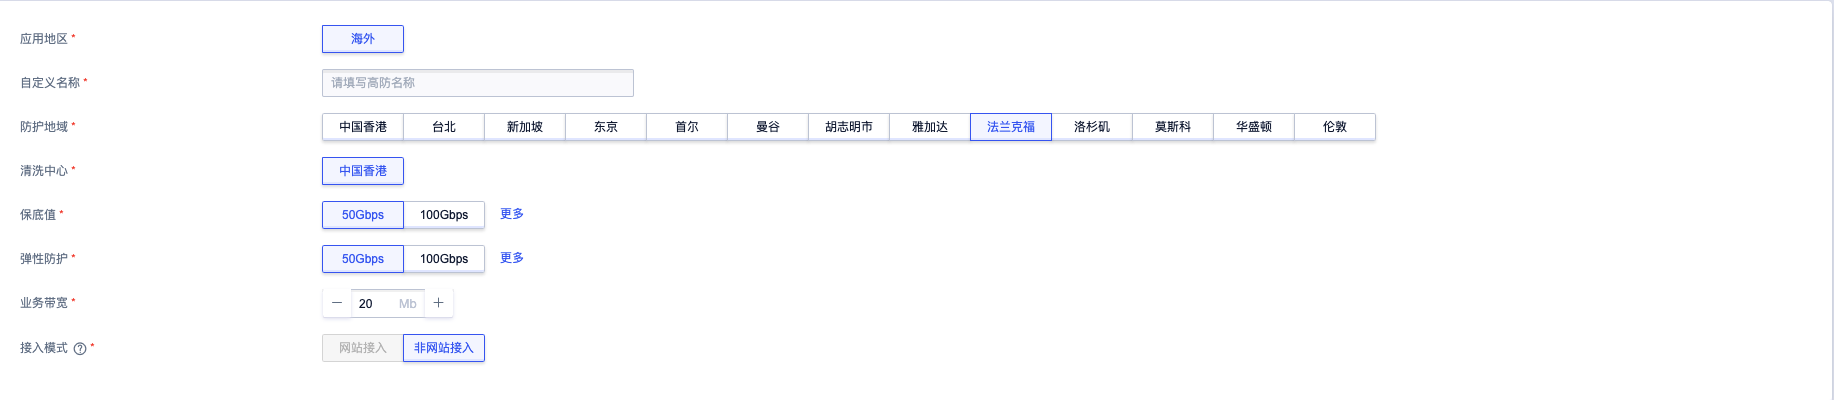 应用地区 * 海外
自定义名称 * 请填写高防名称
防护地域 * 中国香港 台北 新加坡 东京 首尔 曼谷 胡志明市 雅加达 法兰克福 洛杉矶 莫斯科 华盛顿 伦敦
清洗中心 * 中国香港
保底值 * 50Gbps 100Gbps 更多
弹性防护 * 50Gbps 100Gbps 更多
业务带宽 * － 20 Mb ＋
接入模式 ? * 网站接入 非网站接入